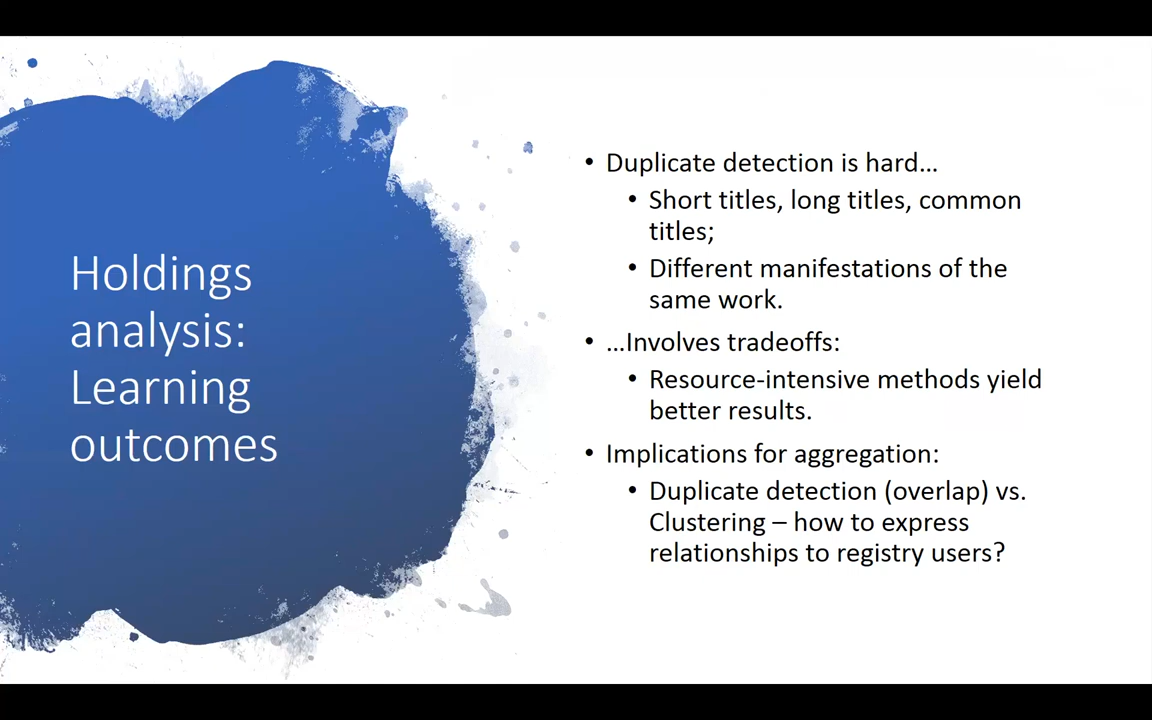 Holdings
analysis:
Learning
outcomes
• Duplicate detection is hard…
• Short titles, long titles, common
titles;
• Different manifestations of the
same work.
• …Involves tradeoffs:
• Resource-intensive methods yield
better results.
• Implications for aggregation:
• Duplicate detection (overlap) vs.
Clustering – how to express
relationships to registry users?